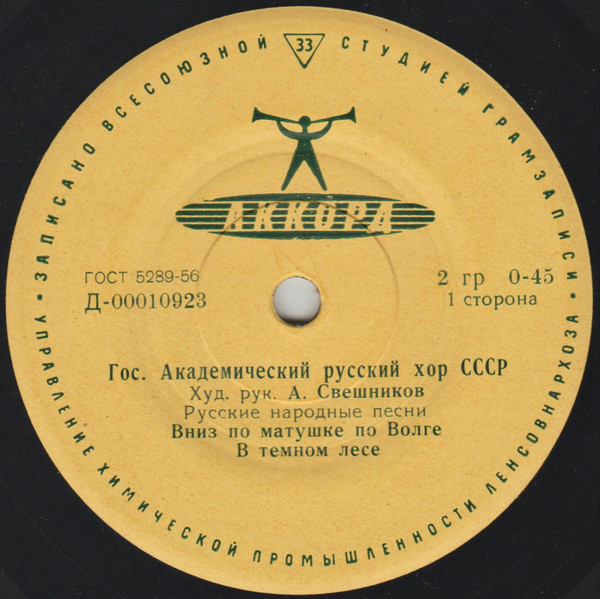 ЗАПИСАНО ВСЕСОЮЗНОЙ 33 СТУДИЕЙ ГРАМЗАПИСИ
АККОРД
ГОСТ 5289-56
Д-00010923
2 гр 0-45
1 сторона
Гос. Академический русский хор СССР
Худ. рук. А. Свешников
Русские народные песни
Вниз по матушке по Волге
В темном лесе
УПРАВЛЕНИЕ ХИМИЧЕСКОЙ ПРОМЫШЛЕННОСТИ ЛЕНСОВНАРХОЗА